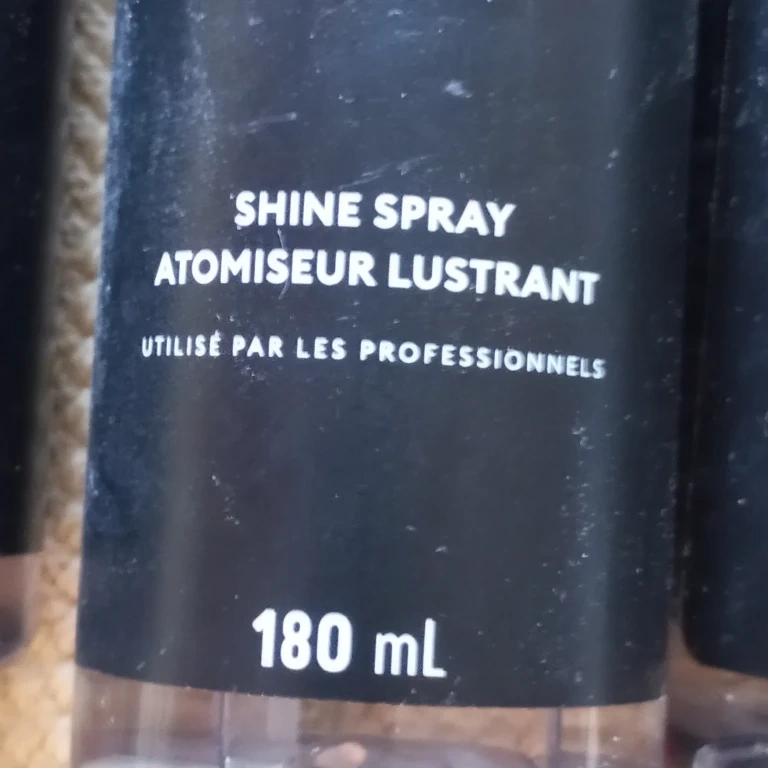 SHINE SPRAY
ATOMISEUR LUSTRANT
UTILISÉ PAR LES PROFESSIONNELS
180 mL